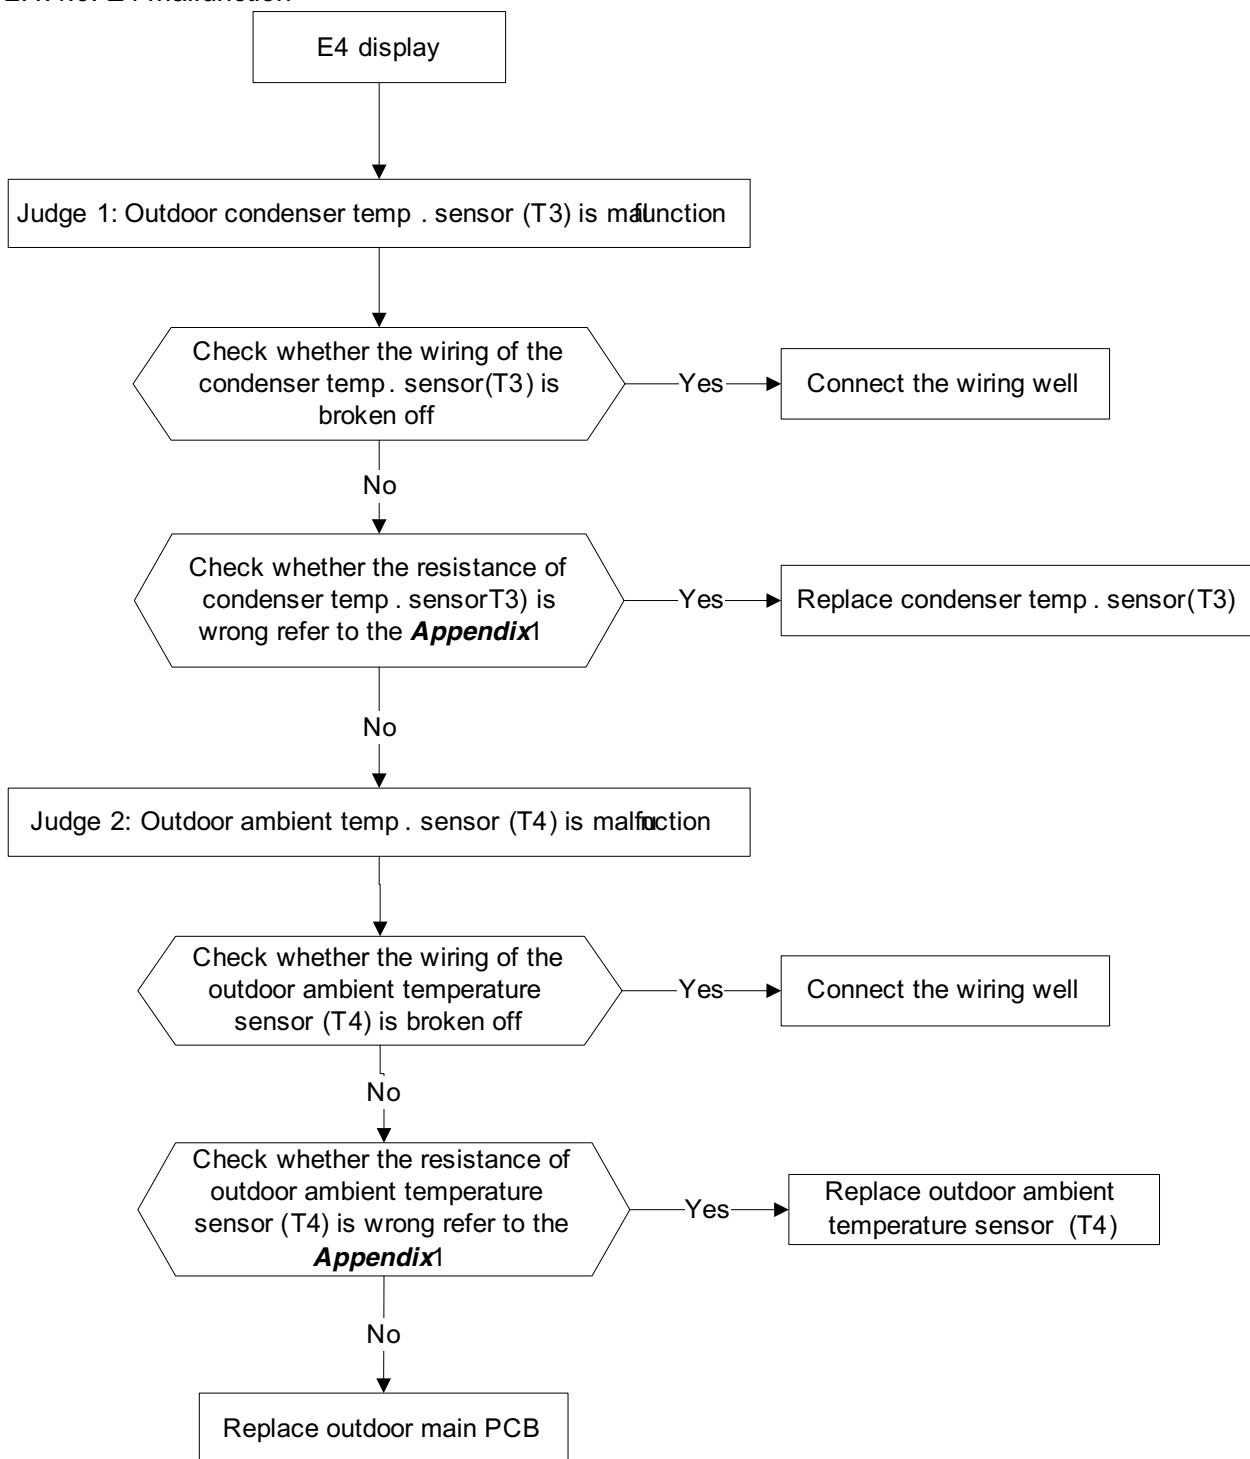 E4 display
Judge 1: Outdoor condenser temp . sensor (T3) is malfunction
Check whether the wiring of the
condenser temp . sensor(T3) is
broken off
Yes
Connect the wiring well
No
Check whether the resistance of
condenser temp . sensorT3) is
wrong refer to the Appendix1
Yes
Replace condenser temp . sensor(T3)
No
Judge 2: Outdoor ambient temp . sensor (T4) is malfunction
Check whether the wiring of the
outdoor ambient temperature
sensor (T4) is broken off
Yes
Connect the wiring well
No
Check whether the resistance of
outdoor ambient temperature
sensor (T4) is wrong refer to the
Appendix1
Yes
Replace outdoor ambient
temperature sensor (T4)
No
Replace outdoor main PCB